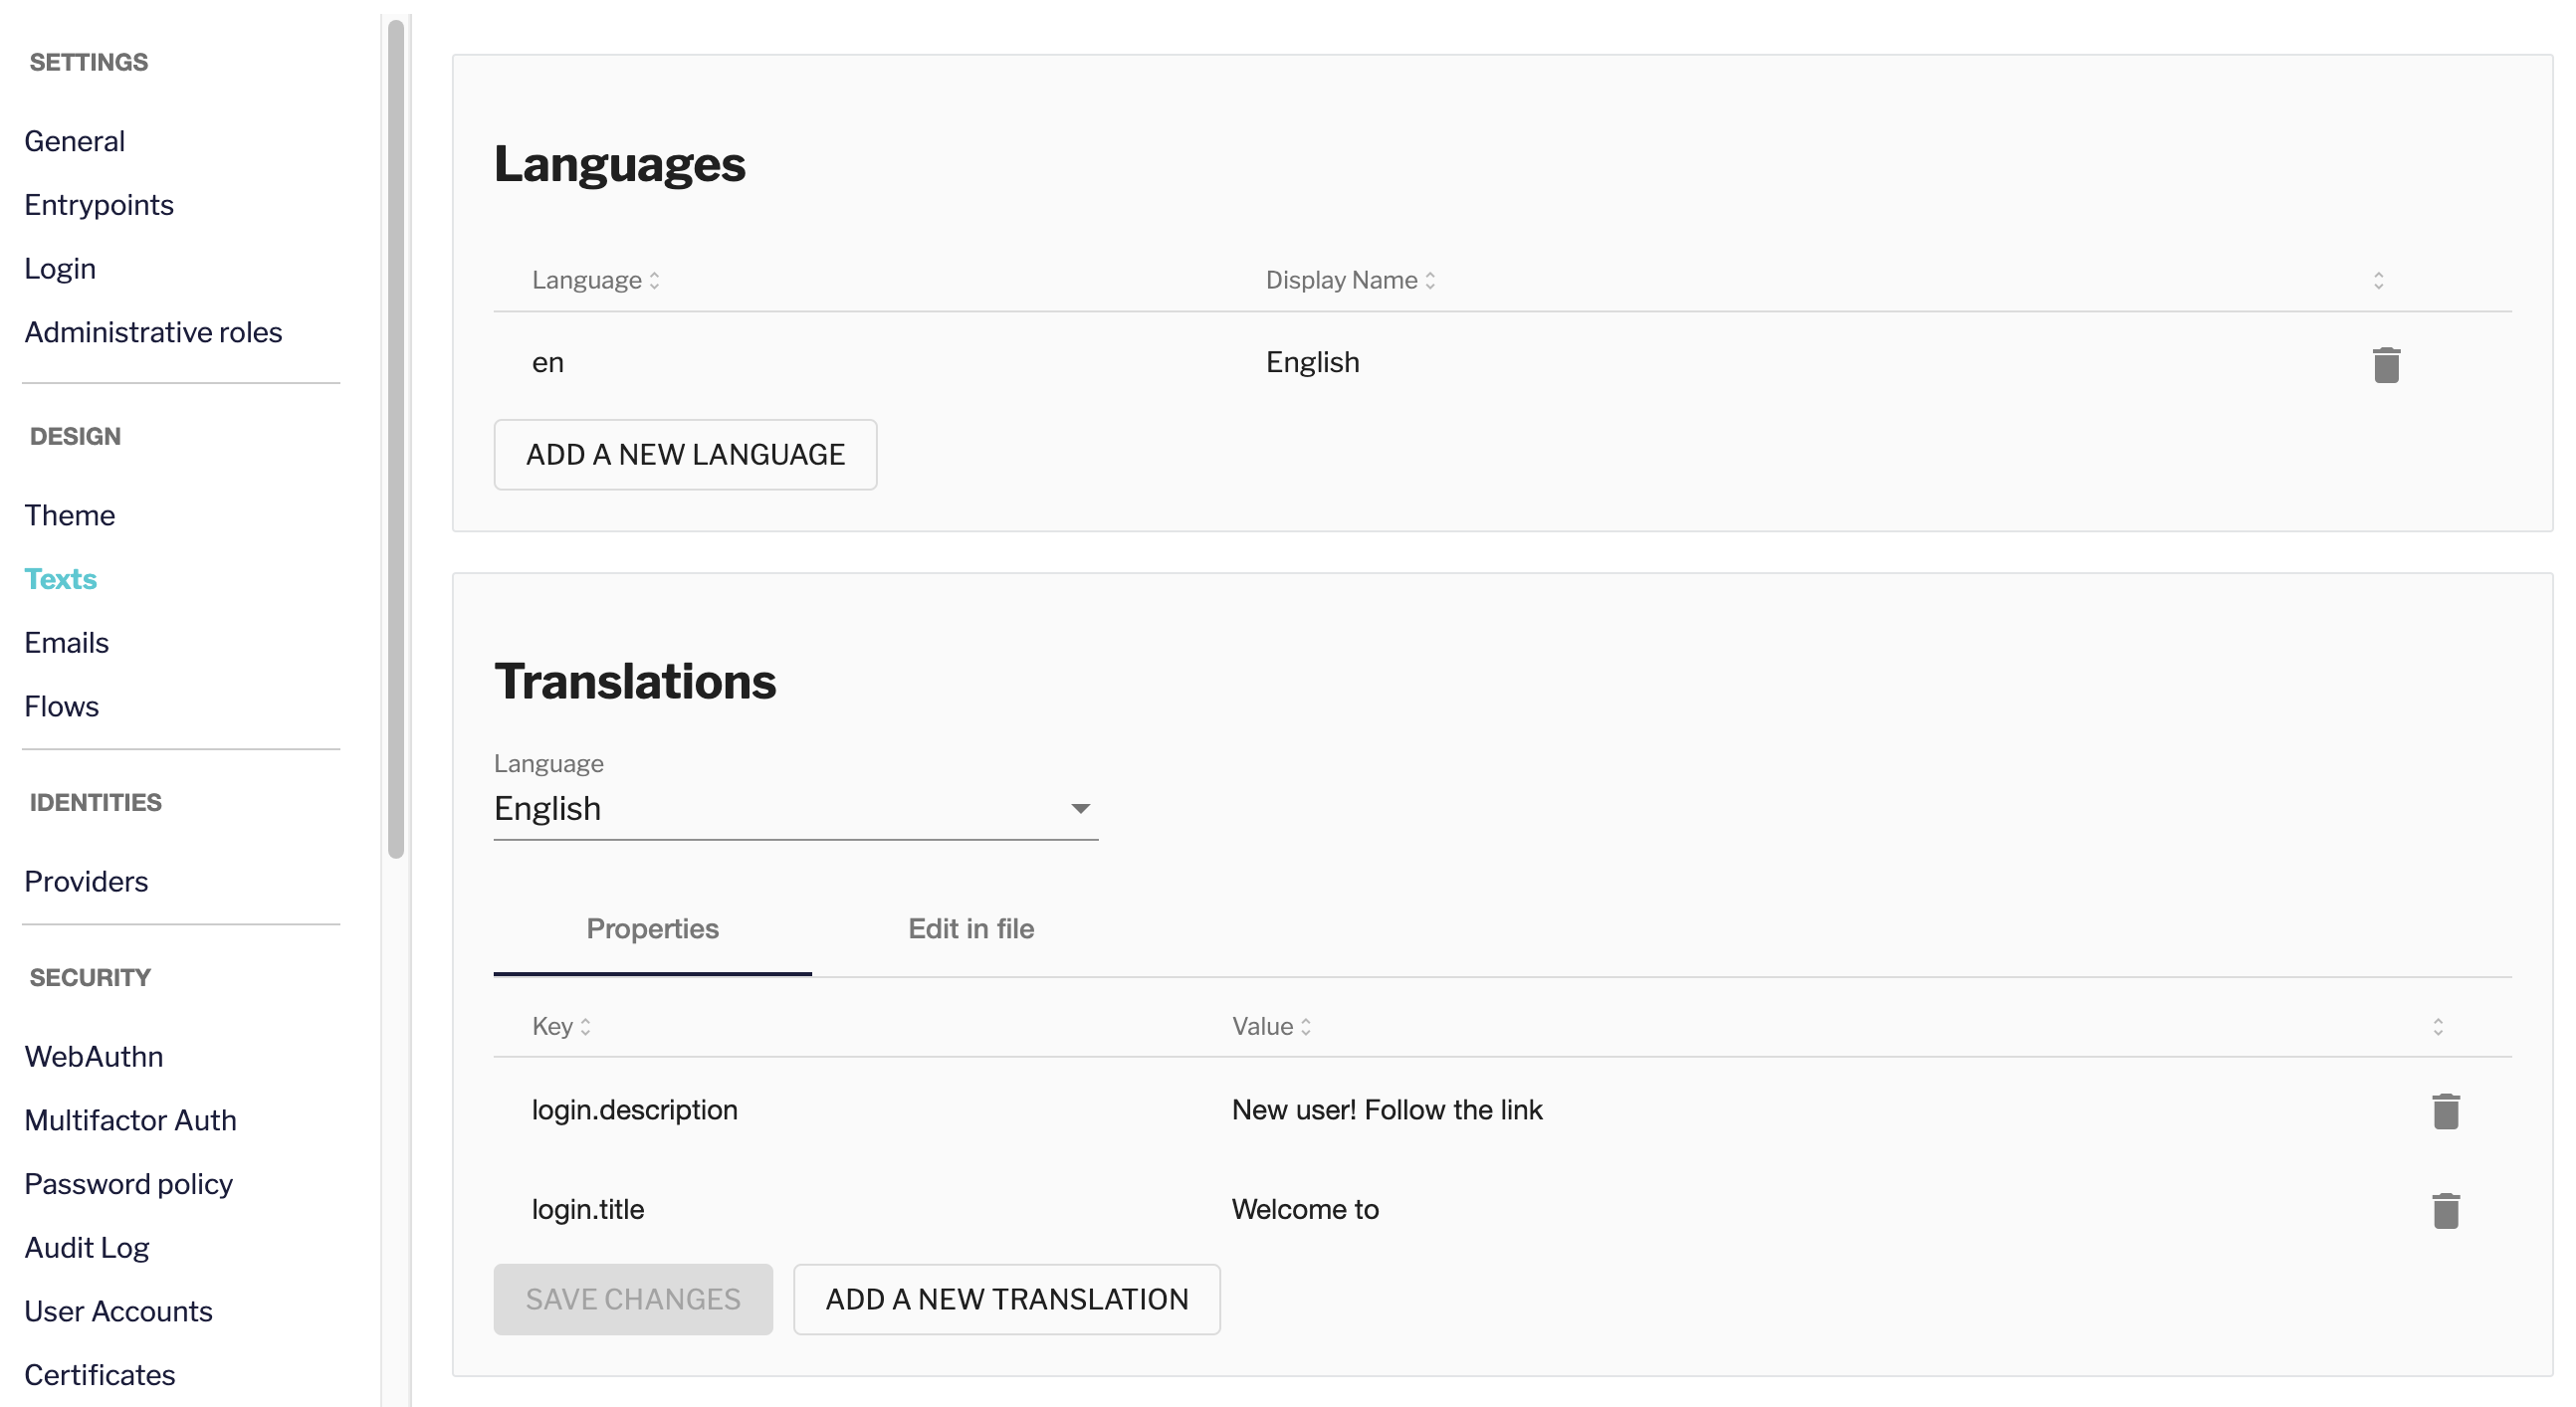 SETTINGS
General
Entrypoints
Login
Administrative roles
DESIGN
Theme
Texts
Emails
Flows
IDENTITIES
Providers
SECURITY
WebAuthn
Multifactor Auth
Password policy
Audit Log
User Accounts
Certificates
Languages
Language Display Name
en English
ADD A NEW LANGUAGE
Translations
Language
English
Properties Edit in file
Key Value
login.description New user! Follow the link
login.title Welcome to
SAVE CHANGES ADD A NEW TRANSLATION